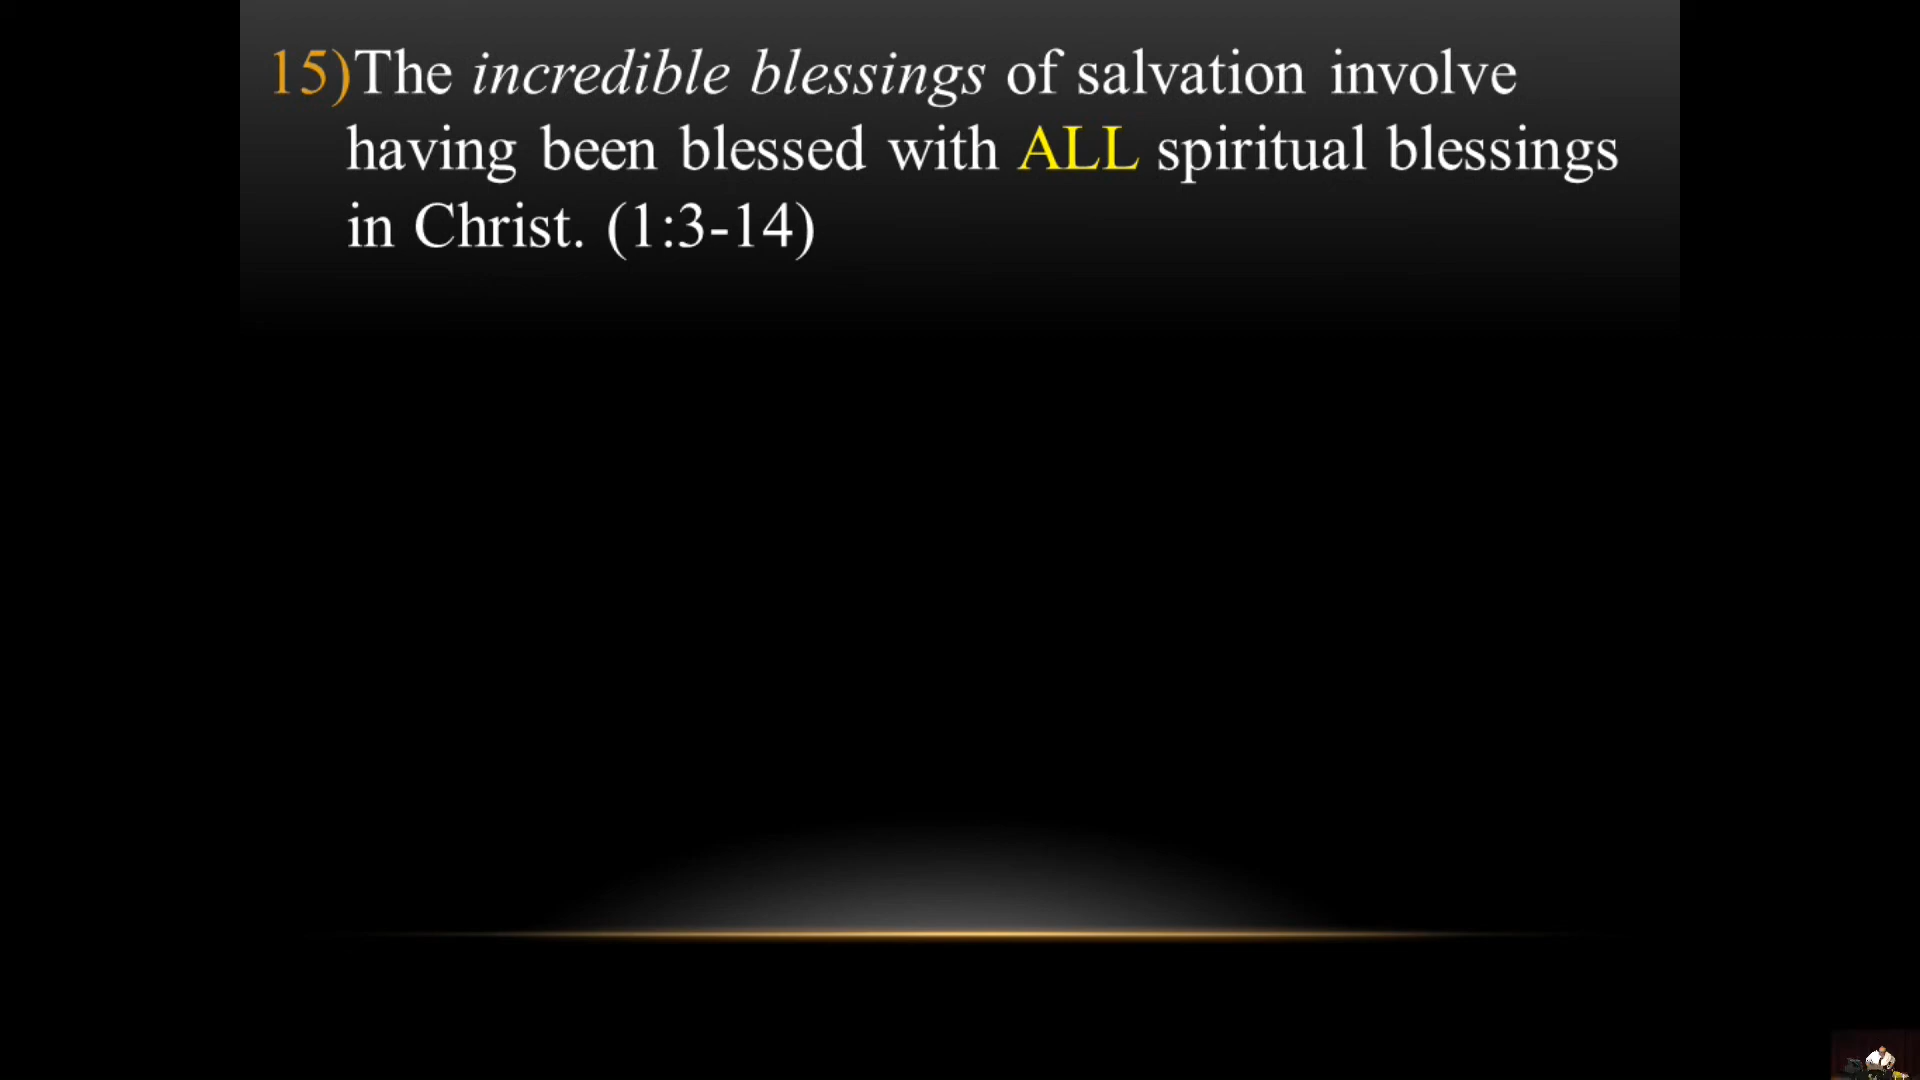 15)The incredible blessings of salvation involve
having been blessed with ALL spiritual blessings
in Christ. (1:3-14)